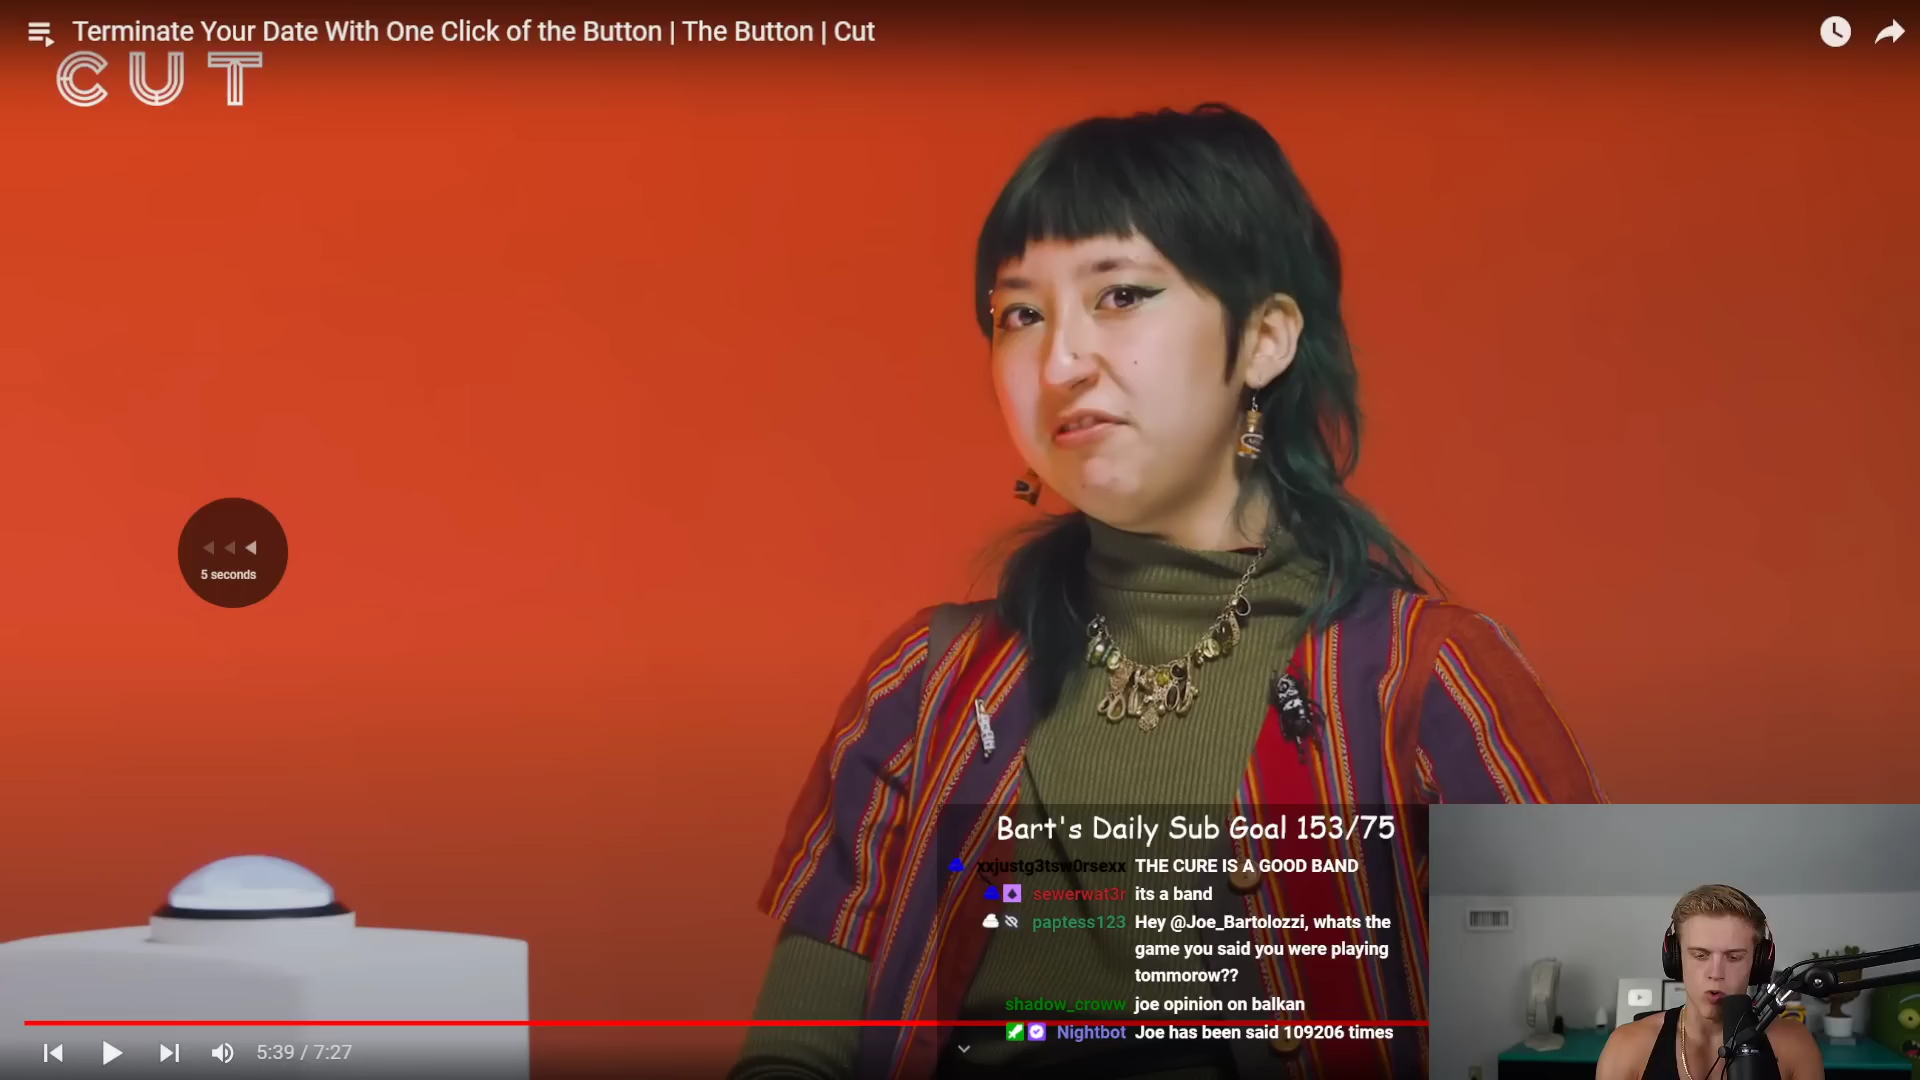 Terminate Your Date With One Click of the Button | The Button | Cut
CUT
5 seconds
Bart's Daily Sub Goal 153/75
xxjustg3tsw0rsexx THE CURE IS A GOOD BAND
sewerwat3r its a band
paptess123 Hey @Joe_Bartolozzi, whats the
game you said you were playing
tommorow??
shadow_croww joe opinion on balkan
Nightbot Joe has been said 109206 times
5:39 / 7:27